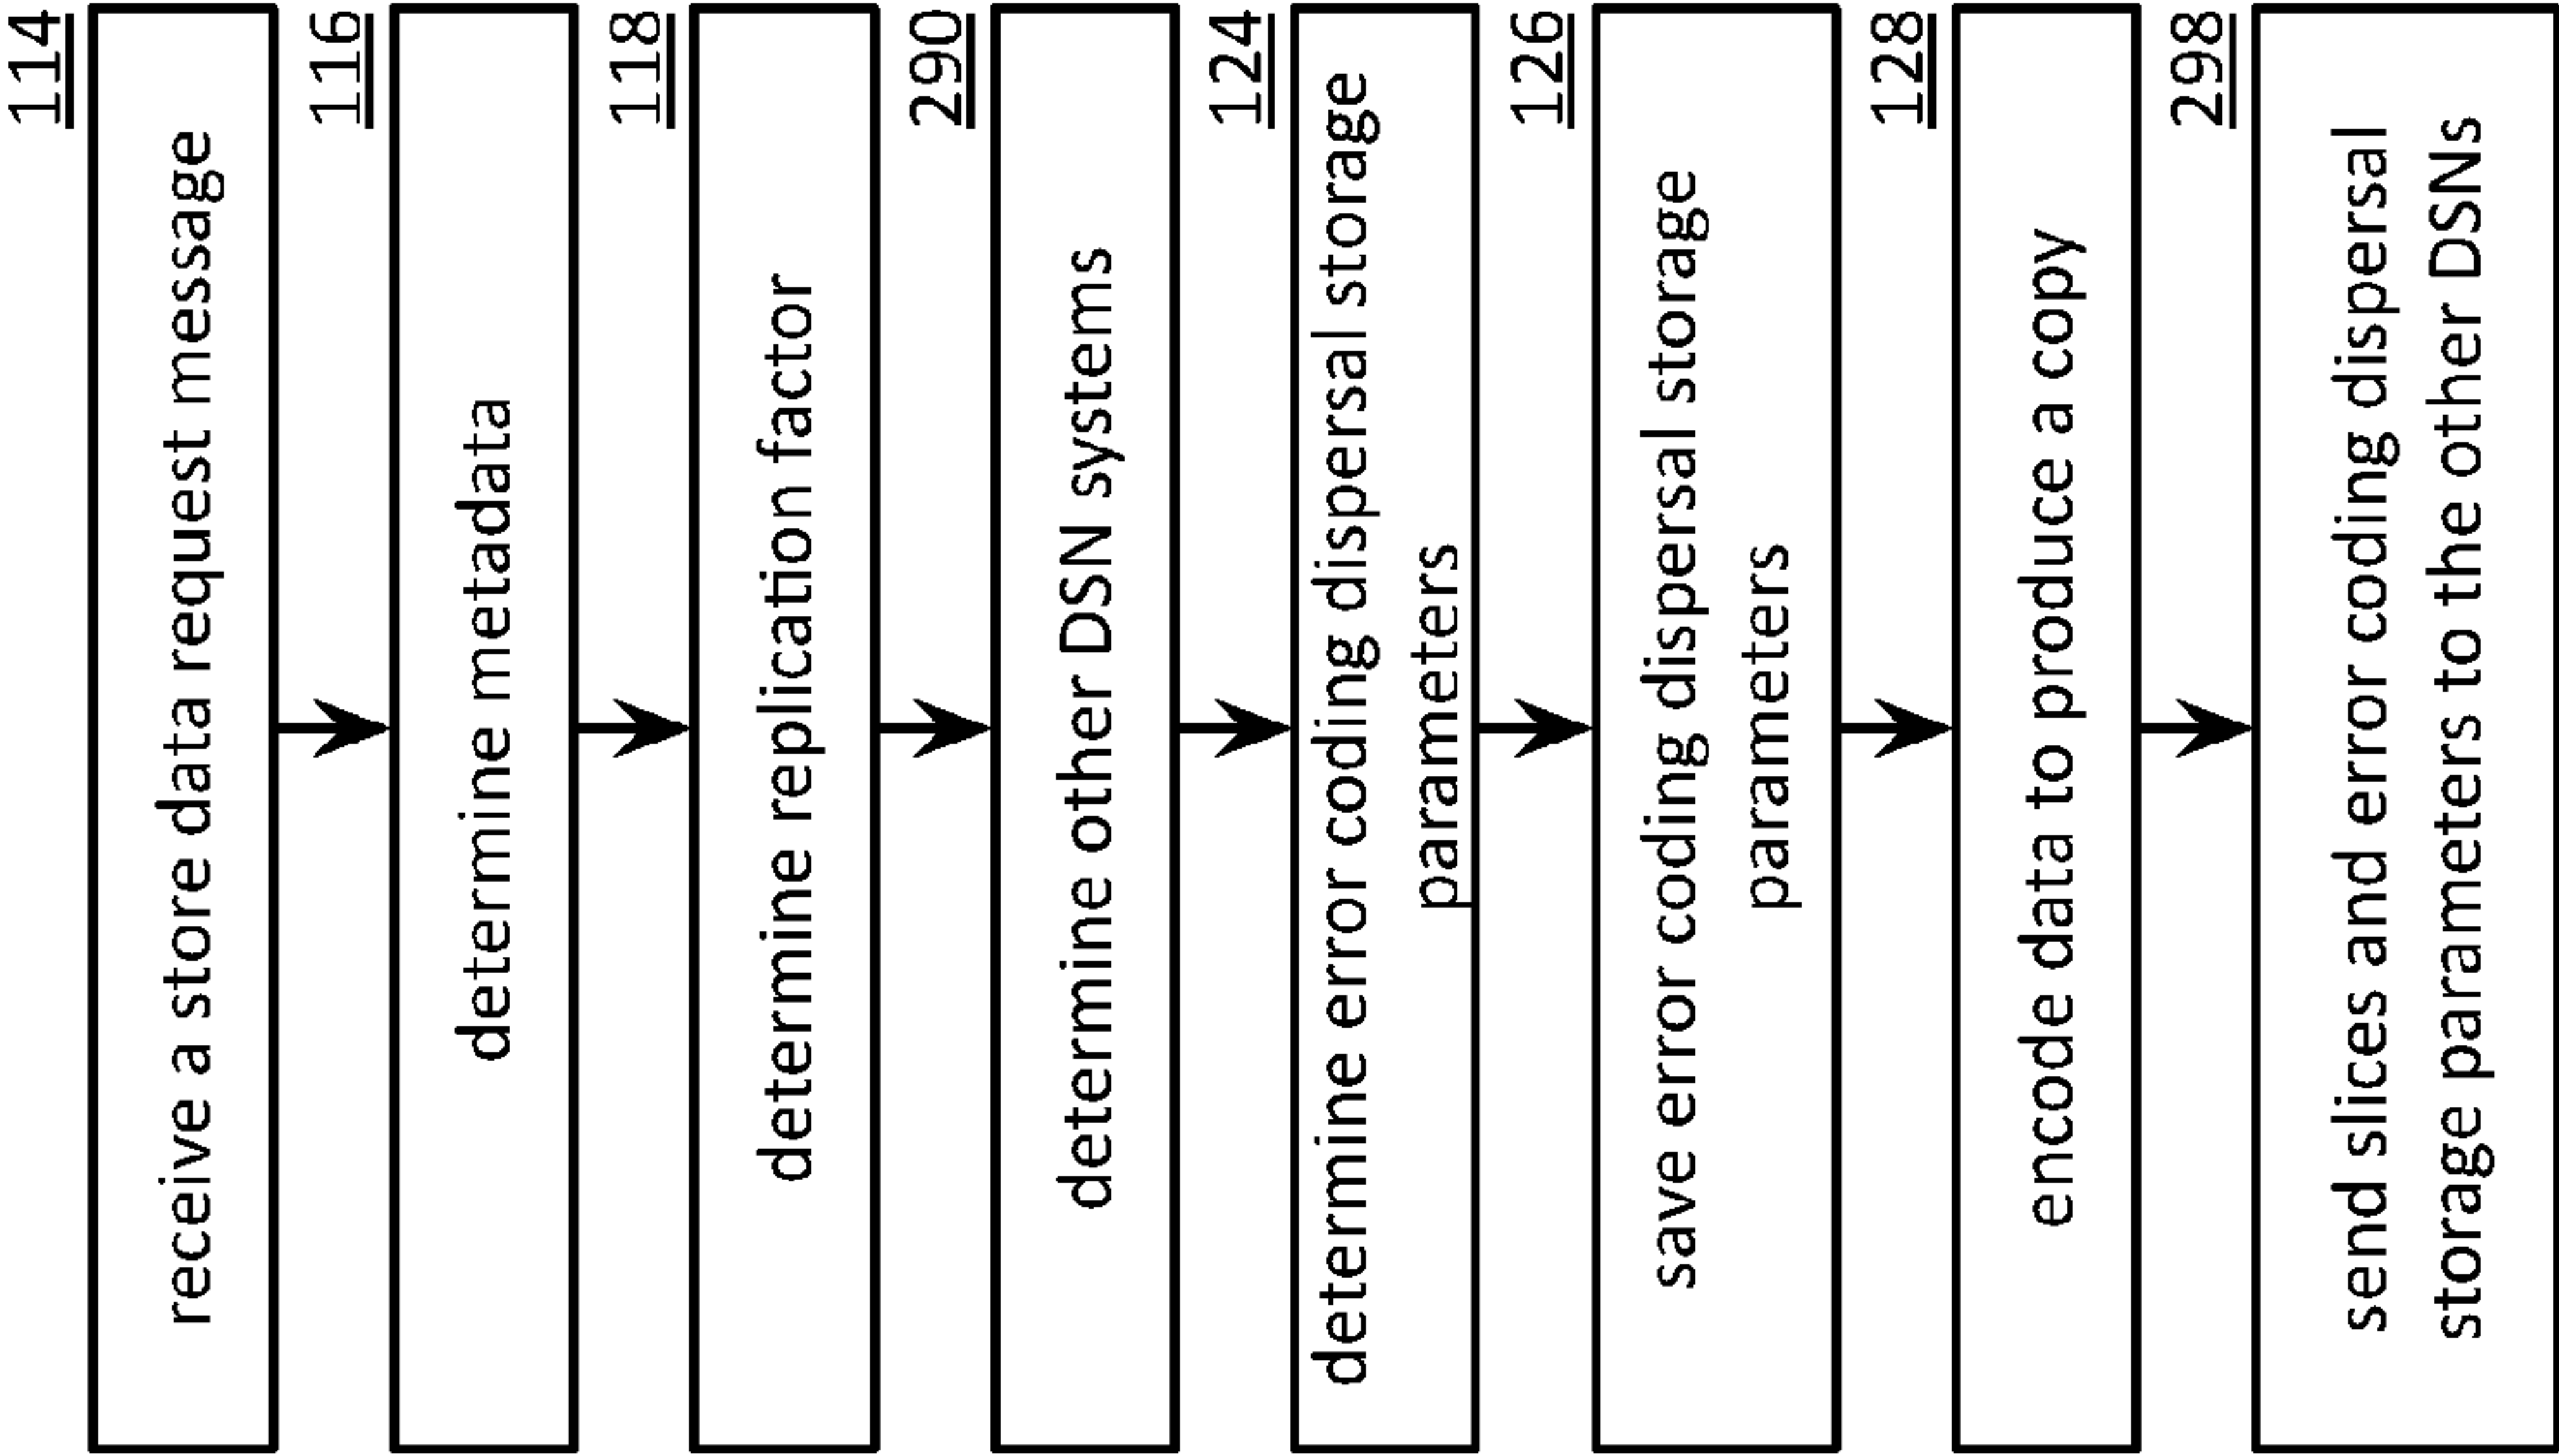 114
receive a store data request message
116
determine metadata
118
determine replication factor
290
determine other DSN systems
124
determine error coding dispersal storage
parameters
126
save error coding dispersal storage
parameters
128
encode data to produce a copy
298
send slices and error coding dispersal
storage parameters to the other DSNs